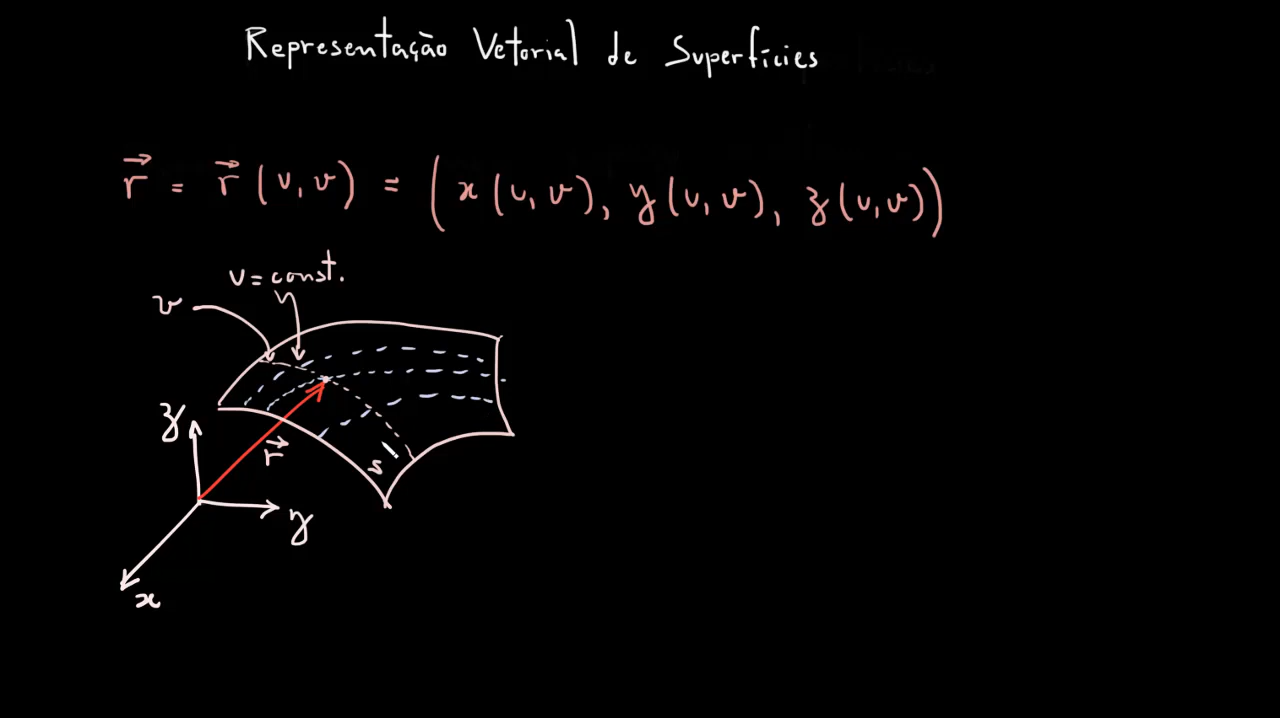 Representação Vetorial de Superfícies
r⃗ = r⃗ (u, v) = (x (u, v), y (u, v), z (u, v))
u = const.
v
z
r⃗
s
y
x